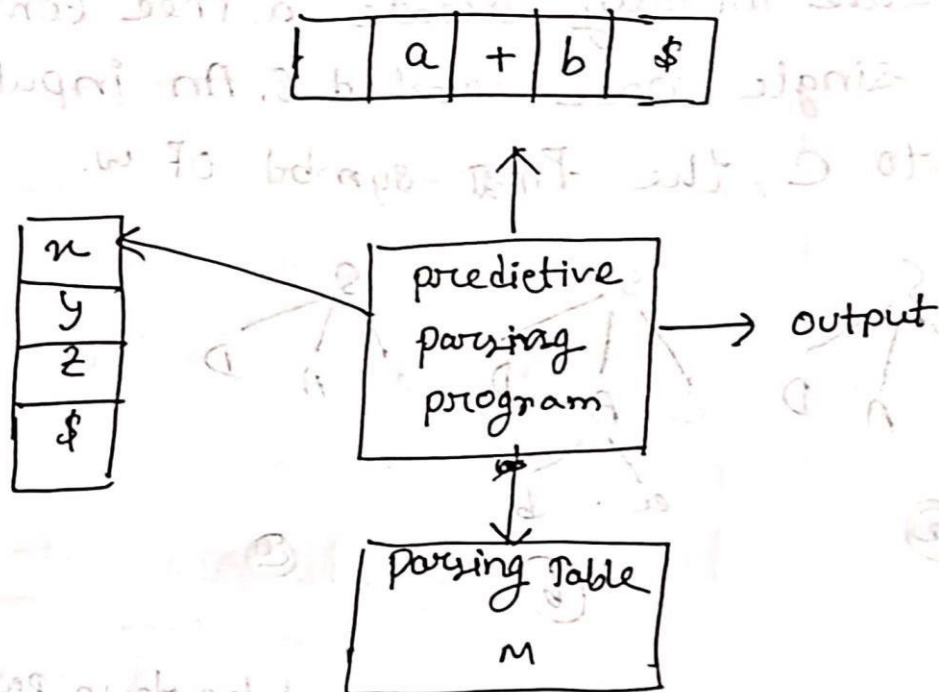 a + b $
x
y
z
$
predictive
parsing
program
output
Parsing Table
M